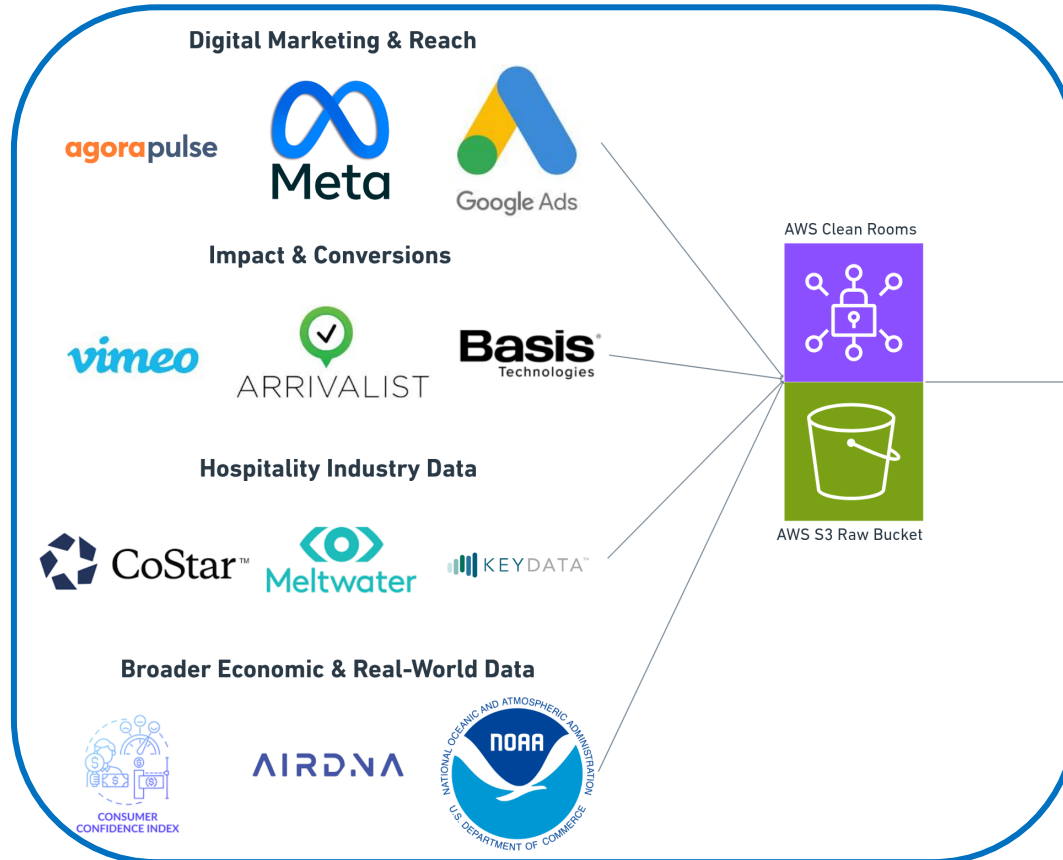 Digital Marketing & Reach
agorapulse
Meta
Google Ads
Impact & Conversions
vimeo
ARRIVALIST
Basis®
Technologies
Hospitality Industry Data
CoStar™
Meltwater
KEYDATA™
Broader Economic & Real-World Data
CONSUMER
CONFIDENCE INDEX
AIRDNA
NATIONAL OCEANIC AND ATMOSPHERIC ADMINISTRATION
NOAA
U.S. DEPARTMENT OF COMMERCE
AWS Clean Rooms
AWS S3 Raw Bucket